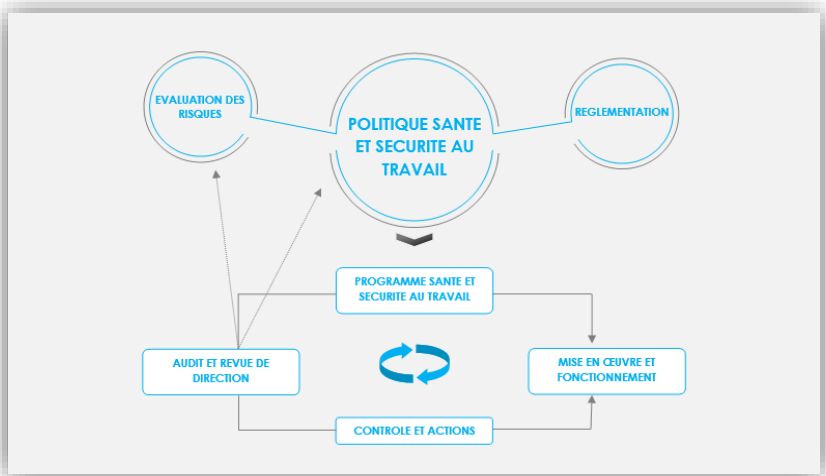 EVALUATION DES
RISQUES
POLITIQUE SANTE
ET SECURITE AU
TRAVAIL
REGLEMENTATION
PROGRAMME SANTE ET
SECURITE AU TRAVAIL
AUDIT ET REVUE DE
DIRECTION
MISE EN ŒUVRE ET
FONCTIONNEMENT
CONTROLE ET ACTIONS